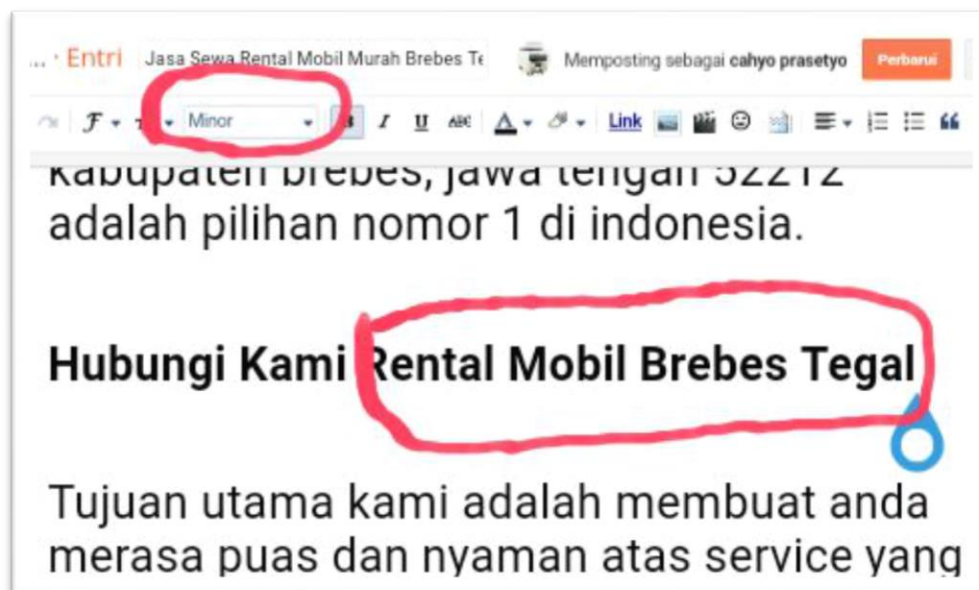 ... · Entri Jasa Sewa Rental Mobil Murah Brebes Te Memposting sebagai cahyo prasetyo Perbarui
Minor B I U ABC A Link
kabupaten brebes, jawa tengah 52212
adalah pilihan nomor 1 di indonesia.
Hubungi Kami Rental Mobil Brebes Tegal
Tujuan utama kami adalah membuat anda
merasa puas dan nyaman atas service yang